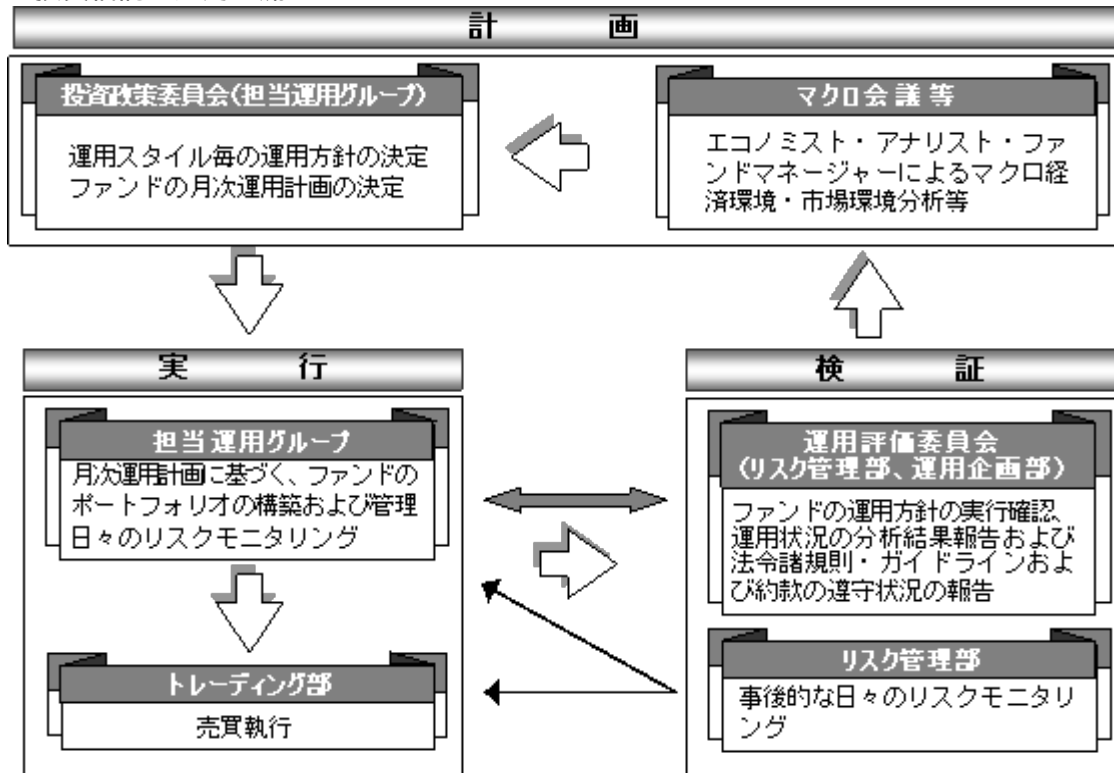 計 画
投資政策委員会(担当運用グループ)
運用スタイル毎の運用方針の決定
ファンドの月次運用計画の決定
マクロ会議等
エコノミスト・アナリスト・ファ
ンドマネージャーによるマクロ経
済環境・市場環境分析等
実 行
担当運用グループ
月次運用計画に基づく、ファンドの
ポートフォリオの構築および管理
日々のリスクモニタリング
トレーディング部
売買執行
検 証
運用評価委員会
(リスク管理部、運用企画部)
ファンドの運用方針の実行確認、
運用状況の分析結果報告および
法令諸規則・ガイドラインおよ
び約款の遵守状況の報告
リスク管理部
事後的な日々のリスクモニタリ
ング